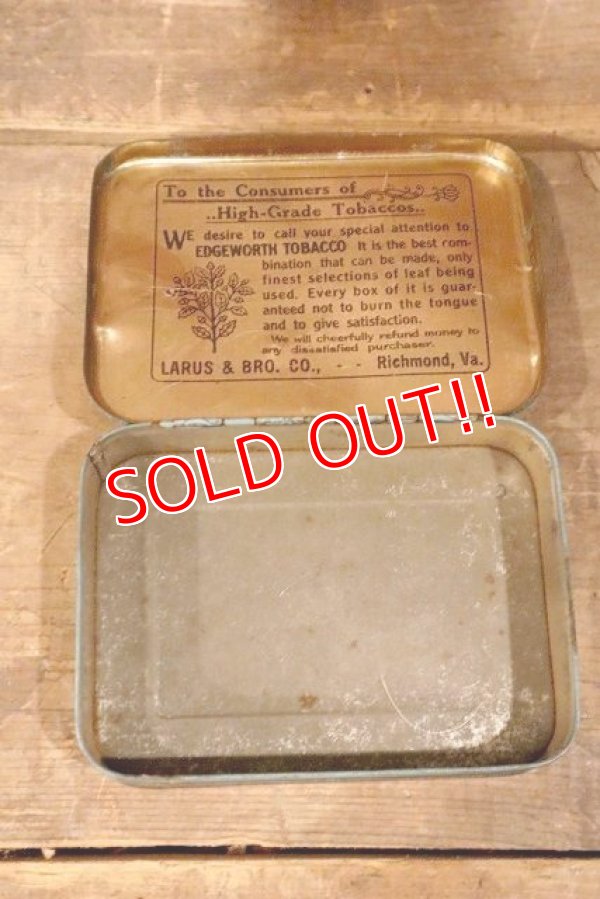 To the Consumers of
..High-Grade Tobaccos..
WE desire to call your special attention to
EDGEWORTH TOBACCO It is the best com-
bination that can be made, only
finest selections of leaf being
used. Every box of it is guar-
anteed not to burn the tongue
and to give satisfaction.
We will cheerfully refund money to
any dissatisfied purchaser.
LARUS & BRO. CO., - - Richmond, Va.
SOLD OUT!!